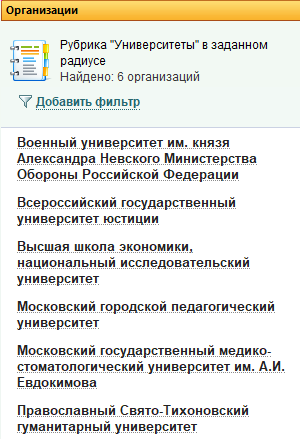 Организации
Рубрика "Университеты" в заданном
радиусе
Найдено: 6 организаций
Добавить фильтр
Военный университет им. князя
Александра Невского Министерства
Обороны Российской Федерации
Всероссийский государственный
университет юстиции
Высшая школа экономики,
национальный исследовательский
университет
Московский городской педагогический
университет
Московский государственный медико-
стоматологический университет им. А.И.
Евдокимова
Православный Свято-Тихоновский
гуманитарный университет